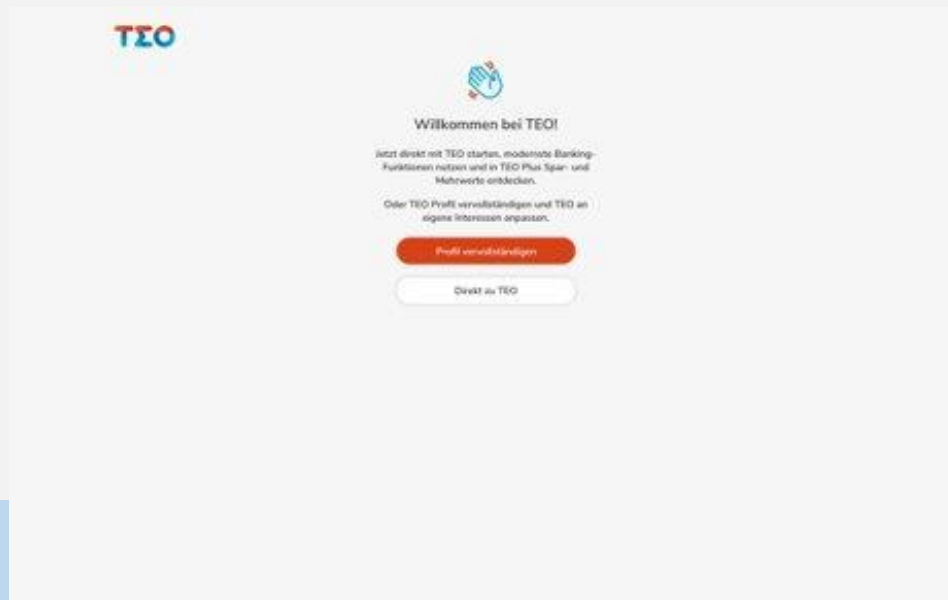 TΣO
Willkommen bei TEO!
Jetzt direkt mit TEO starten, modernste Banking-
Funktionen nutzen und in TEO Plus Spar- und
Mehrwerte entdecken.
Oder TEO Profil vervollständigen und TEO an
eigene Interessen anpassen.
Profil vervollständigen
Direkt zu TEO